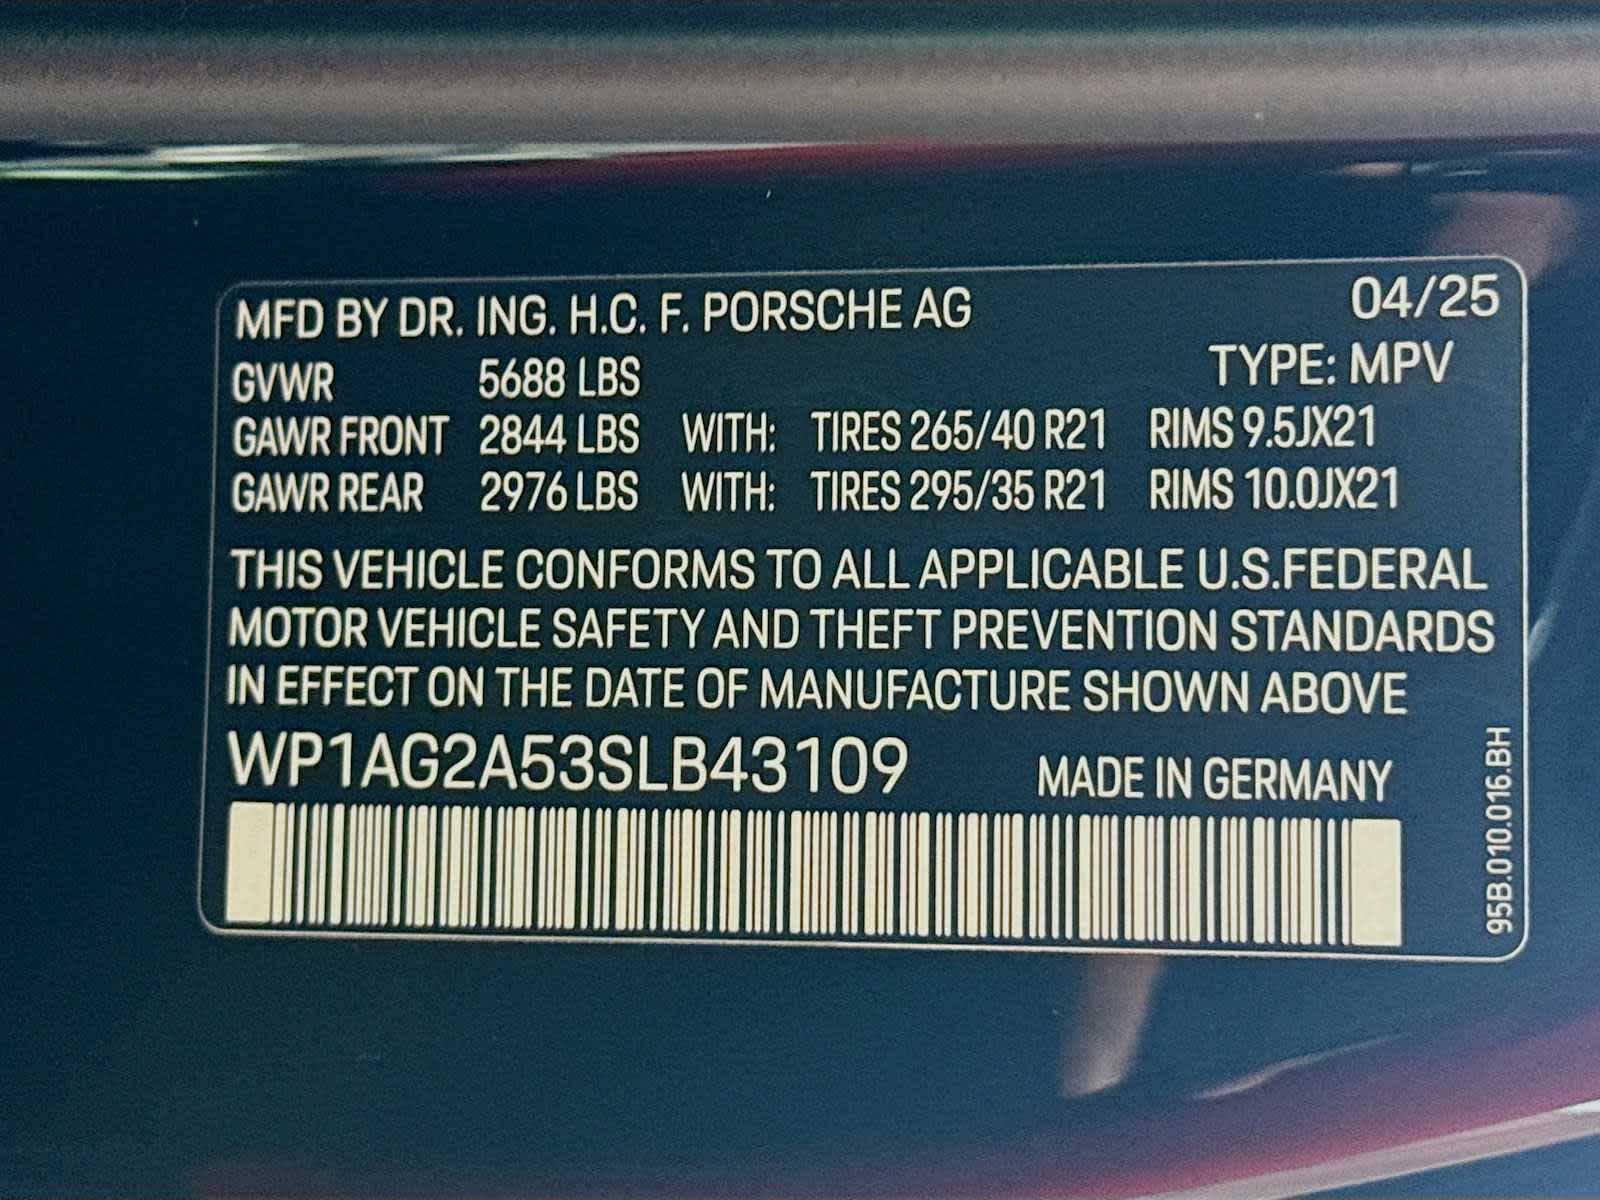 MFD BY DR. ING. H.C. F. PORSCHE AG 04/25
GVWR 5688 LBS TYPE: MPV
GAWR FRONT 2844 LBS WITH: TIRES 265/40 R21 RIMS 9.5JX21
GAWR REAR 2976 LBS WITH: TIRES 295/35 R21 RIMS 10.0JX21
THIS VEHICLE CONFORMS TO ALL APPLICABLE U.S.FEDERAL
MOTOR VEHICLE SAFETY AND THEFT PREVENTION STANDARDS
IN EFFECT ON THE DATE OF MANUFACTURE SHOWN ABOVE
WP1AG2A53SLB43109 MADE IN GERMANY
95B.010.016.BH